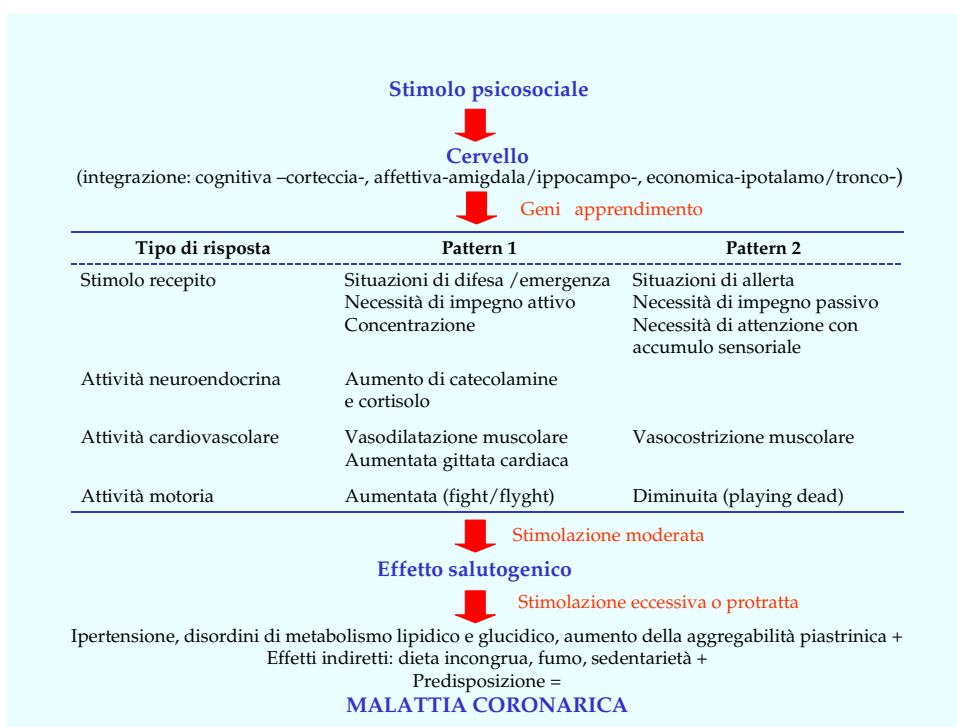 Stimolo psicosociale
Cervello
(integrazione: cognitiva –corteccia-, affettiva-amigdala/ippocampo-, economica-ipotalamo/tronco-)
Geni apprendimento
Tipo di risposta Pattern 1 Pattern 2
Stimolo recepito Situazioni di difesa /emergenza Situazioni di allerta
Necessità di impegno attivo Necessità di impegno passivo
Concentrazione Necessità di attenzione con
accumulo sensoriale
Attività neuroendocrina Aumento di catecolamine
e cortisolo
Attività cardiovascolare Vasodilatazione muscolare Vasocostrizione muscolare
Aumentata gittata cardiaca
Attività motoria Aumentata (fight/flyght) Diminuita (playing dead)
Stimolazione moderata
Effetto salutogenico
Stimolazione eccessiva o protratta
Ipertensione, disordini di metabolismo lipidico e glucidico, aumento della aggregabilità piastrinica +
Effetti indiretti: dieta incongrua, fumo, sedentarietà +
Predisposizione =
MALATTIA CORONARICA